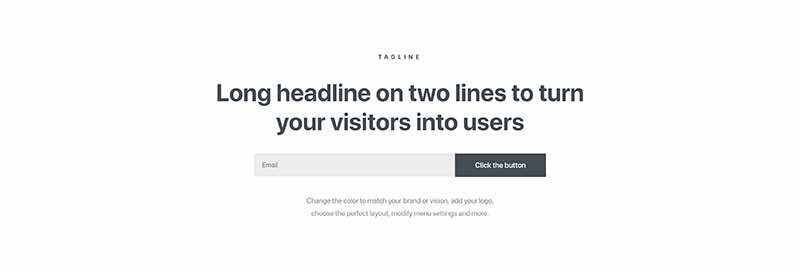 TAGLINE
Long headline on two lines to turn
your visitors into users
Email
Click the button
Change the color to match your brand or vision, add your logo,
choose the perfect layout, modify menu settings and more.